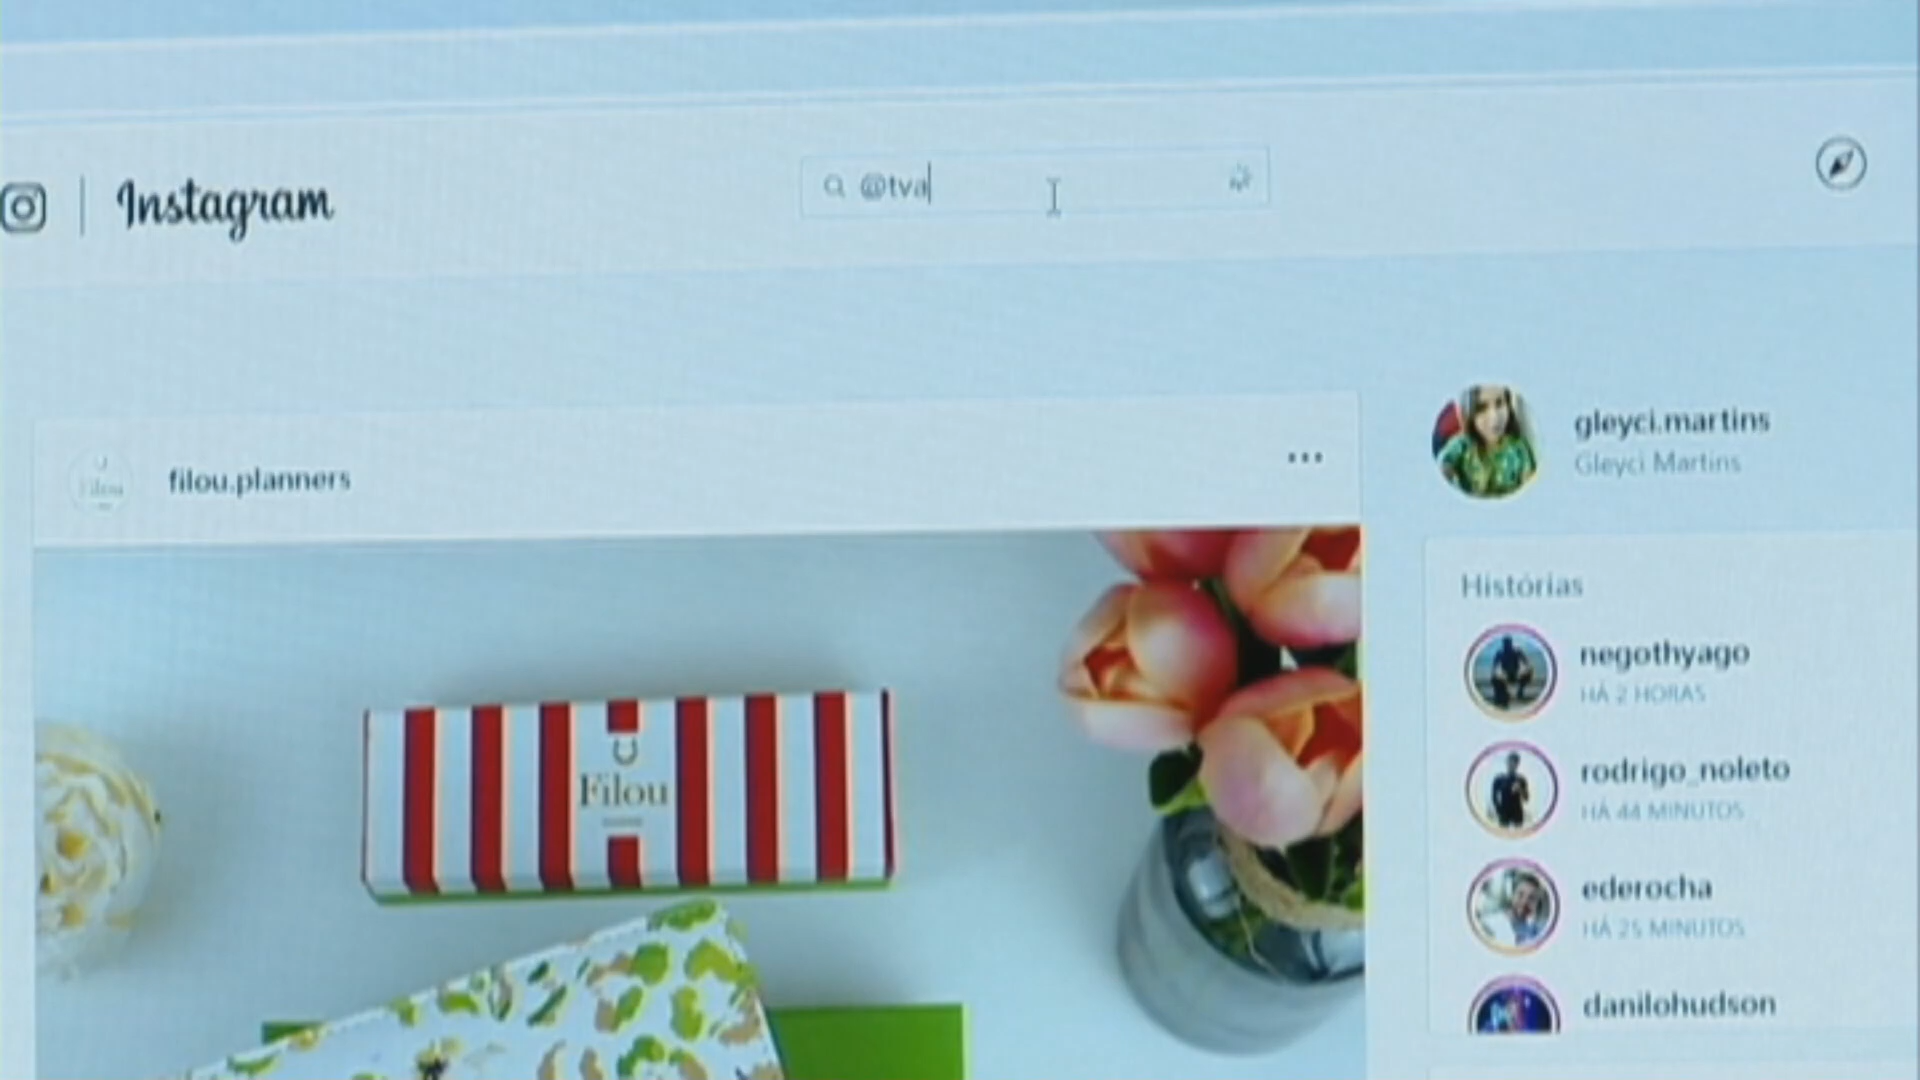 Instagram
@tva
gleyci.martins
Gleyci Martins
filou.planners
Filou
Histórias
negothyago
HÁ 2 HORAS
rodrigo_noleto
HÁ 44 MINUTOS
ederocha
HÁ 25 MINUTOS
danilohudson
Filou